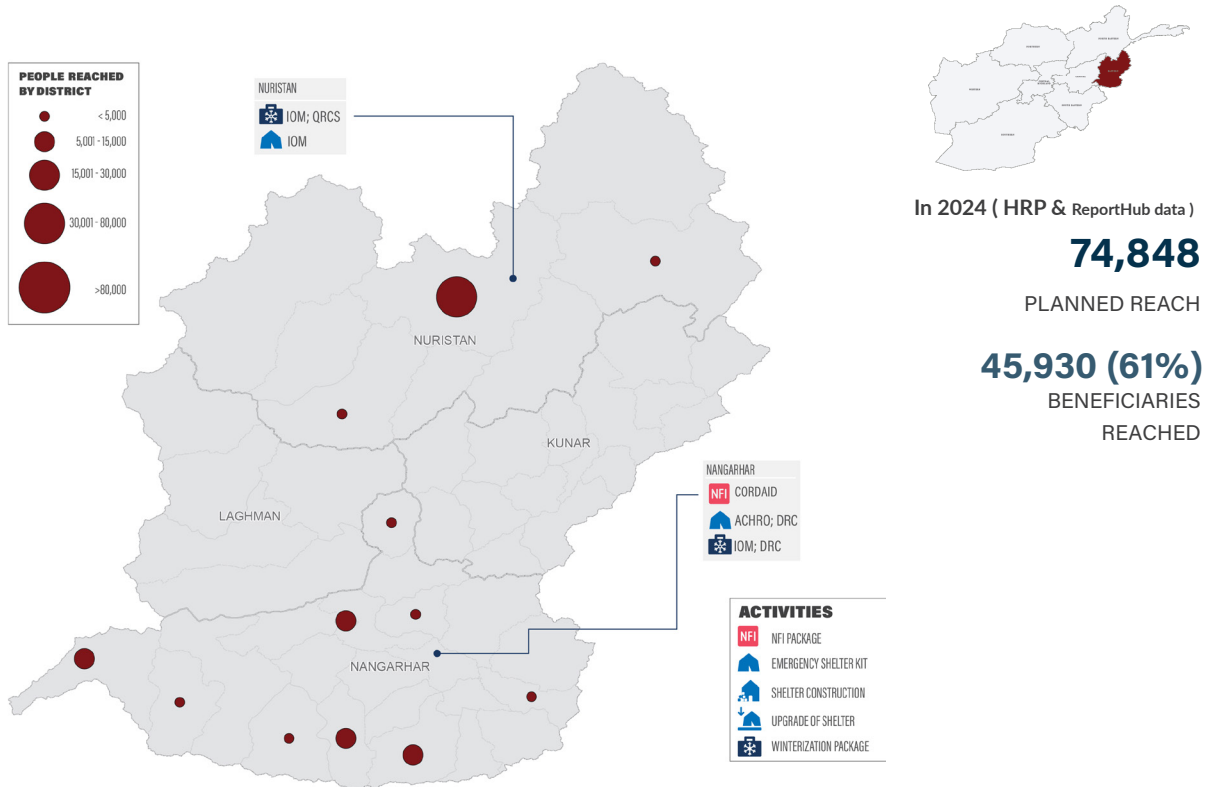 PEOPLE REACHED
BY DISTRICT
< 5,000
5,001 - 15,000
15,001 - 30,000
30,001 - 80,000
>80,000
NURISTAN
IOM; QRCS
IOM
NURISTAN
KUNAR
LAGHMAN
NANGARHAR
NANGARHAR
NFI CORDAID
ACHRO; DRC
IOM; DRC
ACTIVITIES
NFI NFI PACKAGE
EMERGENCY SHELTER KIT
SHELTER CONSTRUCTION
UPGRADE OF SHELTER
WINTERIZATION PACKAGE
In 2024 ( HRP & ReportHub data )
74,848
PLANNED REACH
45,930 (61%)
BENEFICIARIES
REACHED